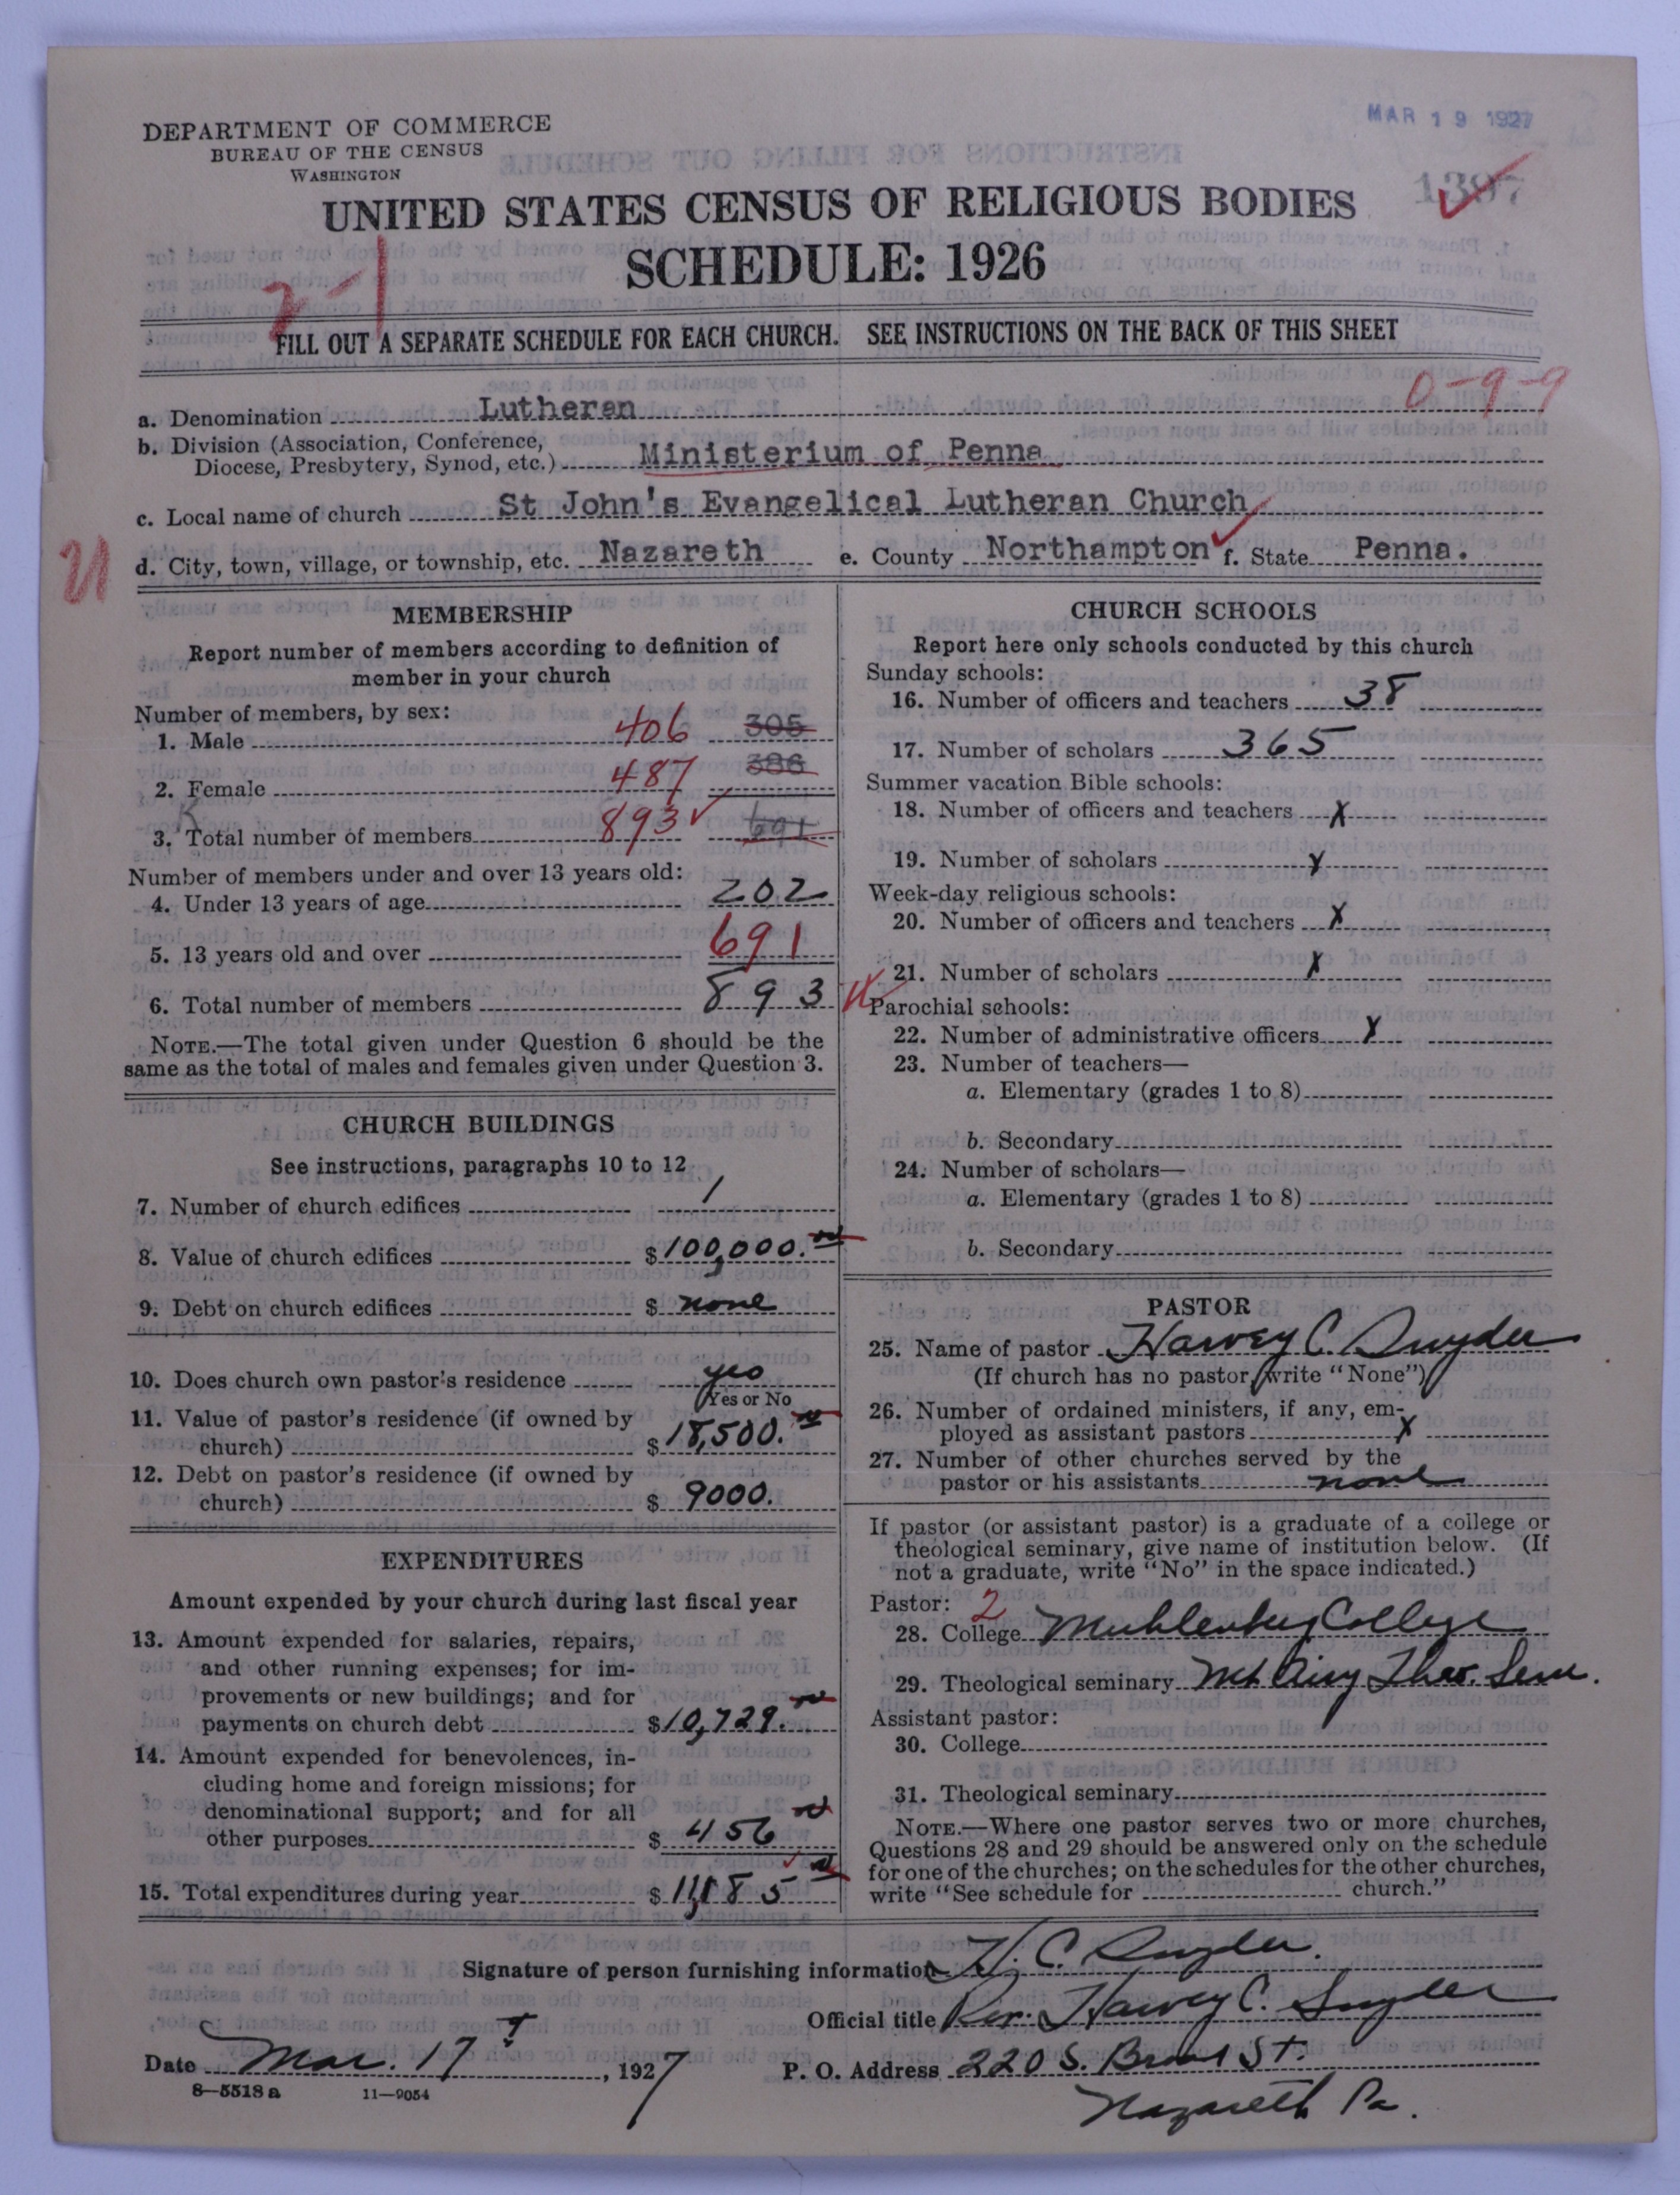 DEPARTMENT OF COMMERCE
BUREAU OF THE CENSUS
WASHINGTON
MAR 19 1927
1397
UNITED STATES CENSUS OF RELIGIOUS BODIES
SCHEDULE: 1926
2-1
FILL OUT A SEPARATE SCHEDULE FOR EACH CHURCH. SEE INSTRUCTIONS ON THE BACK OF THIS SHEET
0-9-9
a. Denomination Lutheran
b. Division (Association, Conference,
Diocese, Presbytery, Synod, etc.) Ministerium of Penna
c. Local name of church St John's Evangelical Lutheran Church
d. City, town, village, or township, etc. Nazareth e. County Northampton f. State Penna.
MEMBERSHIP
Report number of members according to definition of
member in your church
Number of members, by sex:
1. Male 406 305
2. Female 487 386
3. Total number of members 893 691
Number of members under and over 13 years old:
4. Under 13 years of age 202
5. 13 years old and over 691
6. Total number of members 893
NOTE.—The total given under Question 6 should be the
same as the total of males and females given under Question 3.
CHURCH BUILDINGS
See instructions, paragraphs 10 to 12
7. Number of church edifices 1
8. Value of church edifices $100,000.
9. Debt on church edifices $ none
10. Does church own pastor's residence yes
Yes or No
11. Value of pastor's residence (if owned by
church) $18,500.
12. Debt on pastor's residence (if owned by
church) $ 9000.
EXPENDITURES
Amount expended by your church during last fiscal year
13. Amount expended for salaries, repairs,
and other running expenses; for im-
provements or new buildings; and for
payments on church debt $10,729.
14. Amount expended for benevolences, in-
cluding home and foreign missions; for
denominational support; and for all
other purposes $ 456
15. Total expenditures during year $ 11,185
CHURCH SCHOOLS
Report here only schools conducted by this church
Sunday schools:
16. Number of officers and teachers 38
17. Number of scholars 365
Summer vacation Bible schools:
18. Number of officers and teachers X
19. Number of scholars X
Week-day religious schools:
20. Number of officers and teachers X
21. Number of scholars X
Parochial schools:
22. Number of administrative officers X
23. Number of teachers—
a. Elementary (grades 1 to 8)
b. Secondary
24. Number of scholars—
a. Elementary (grades 1 to 8)
b. Secondary
PASTOR
25. Name of pastor Harvey C. Snyder
(If church has no pastor, write "None")
26. Number of ordained ministers, if any, em-
ployed as assistant pastors X
27. Number of other churches served by the
pastor or his assistants none
If pastor (or assistant pastor) is a graduate of a college or
theological seminary, give name of institution below. (If
not a graduate, write "No" in the space indicated.)
Pastor: 2
28. College Muhlenberg College
29. Theological seminary Mt Airy Theo. Sem.
Assistant pastor:
30. College
31. Theological seminary
NOTE.—Where one pastor serves two or more churches,
Questions 28 and 29 should be answered only on the schedule
for one of the churches; on the schedules for the other churches,
write "See schedule for church."
Signature of person furnishing information H. C. Snyder.
Official title Rev. Harvey C. Snyder
Date Mar. 17, 1927 P. O. Address 220 S. Broad St.
Nazareth Pa.
8—5518a 11—9054